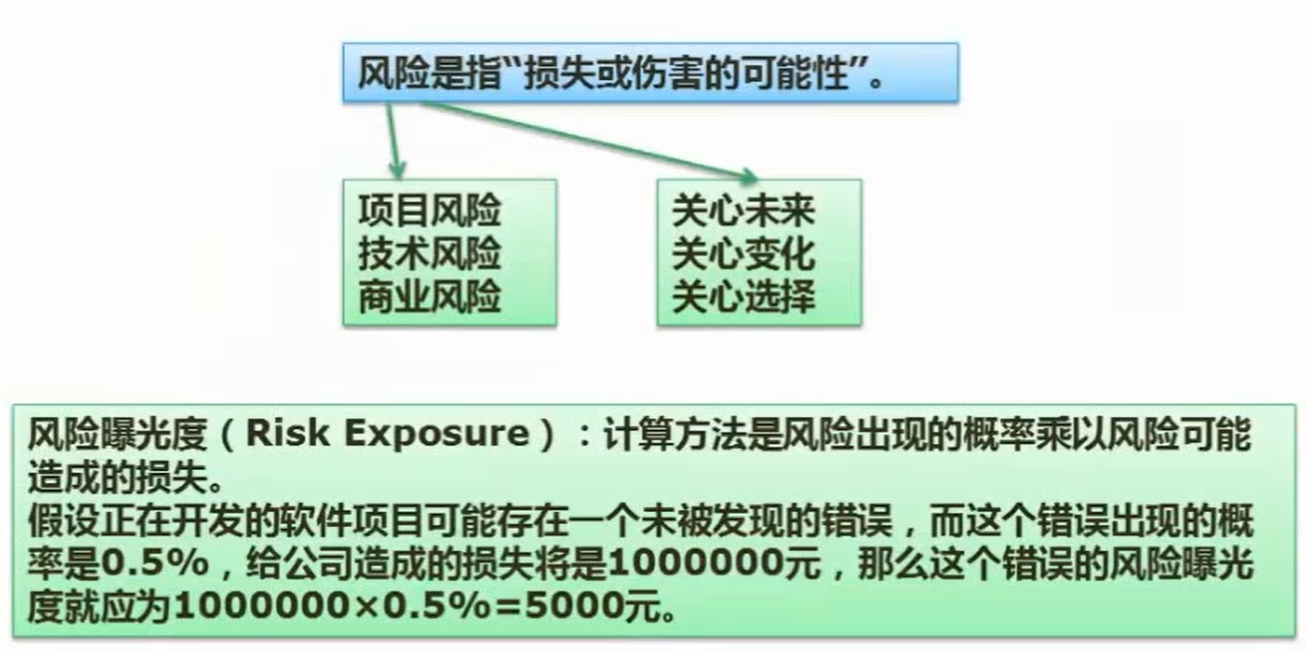 风险是指“损失或伤害的可能性”。
项目风险
技术风险
商业风险
关心未来
关心变化
关心选择
风险曝光度（Risk Exposure）：计算方法是风险出现的概率乘以风险可能
造成的损失。
假设正在开发的软件项目可能存在一个未被发现的错误，而这个错误出现的概
率是0.5%，给公司造成的损失将是1000000元，那么这个错误的风险曝光
度就应为1000000×0.5%=5000元。